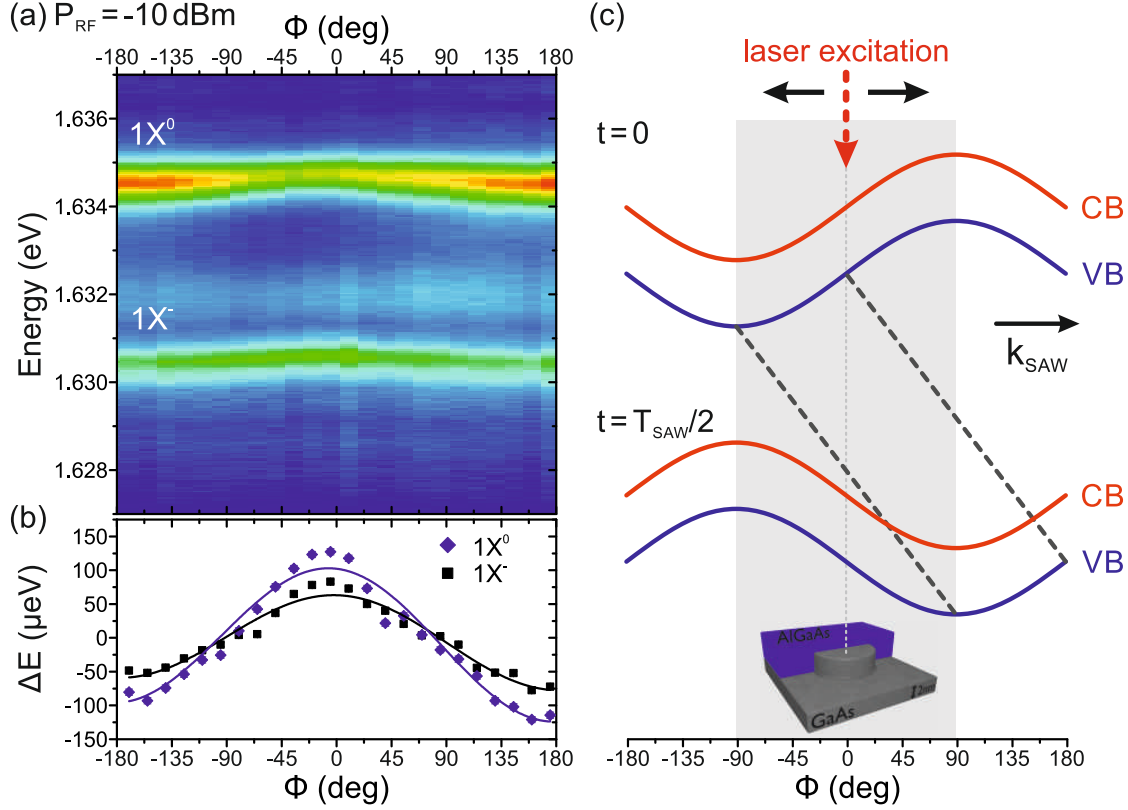 (a) P_RF = -10 dBm
Φ (deg)
-180 -135 -90 -45 0 45 90 135 180
1.636
1X⁰
1.634
Energy (eV)
1.632
1X⁻
1.630
1.628
(b)
100
50
0
-50
-100
-150
ΔE (µeV)
1X⁰
1X⁻
-180 -135 -90 -45 0 45 90 135 180
Φ (deg)
(c)
laser excitation
t = 0
CB
VB
k_SAW
t = T_SAW/2
CB
VB
AlGaAs
GaAs
2nm
-180 -135 -90 -45 0 45 90 135 180
Φ (deg)